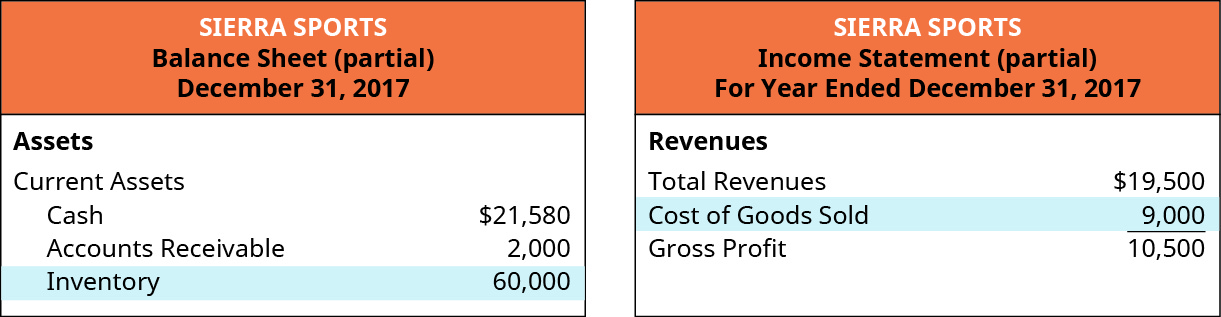 SIERRA SPORTS
Balance Sheet (partial)
December 31, 2017
Assets
Current Assets
Cash $21,580
Accounts Receivable 2,000
Inventory 60,000
SIERRA SPORTS
Income Statement (partial)
For Year Ended December 31, 2017
Revenues
Total Revenues $19,500
Cost of Goods Sold 9,000
Gross Profit 10,500